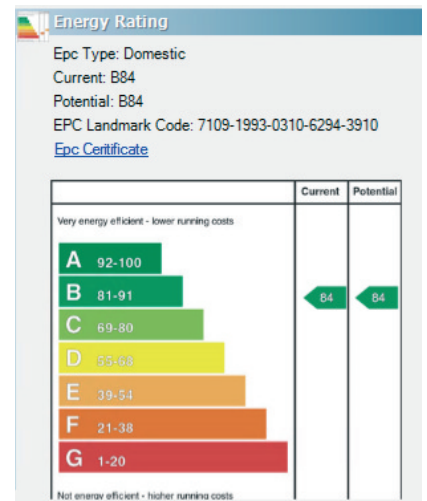 Energy Rating
Epc Type: Domestic
Current: B84
Potential: B84
EPC Landmark Code: 7109-1993-0310-6294-3910
Epc Ceritificate
Current Potential
Very energy efficient - lower running costs
A 92-100
B 81-91 84 84
C 69-80
D 55-68
E 39-54
F 21-38
G 1-20
Not energy efficient - higher running costs